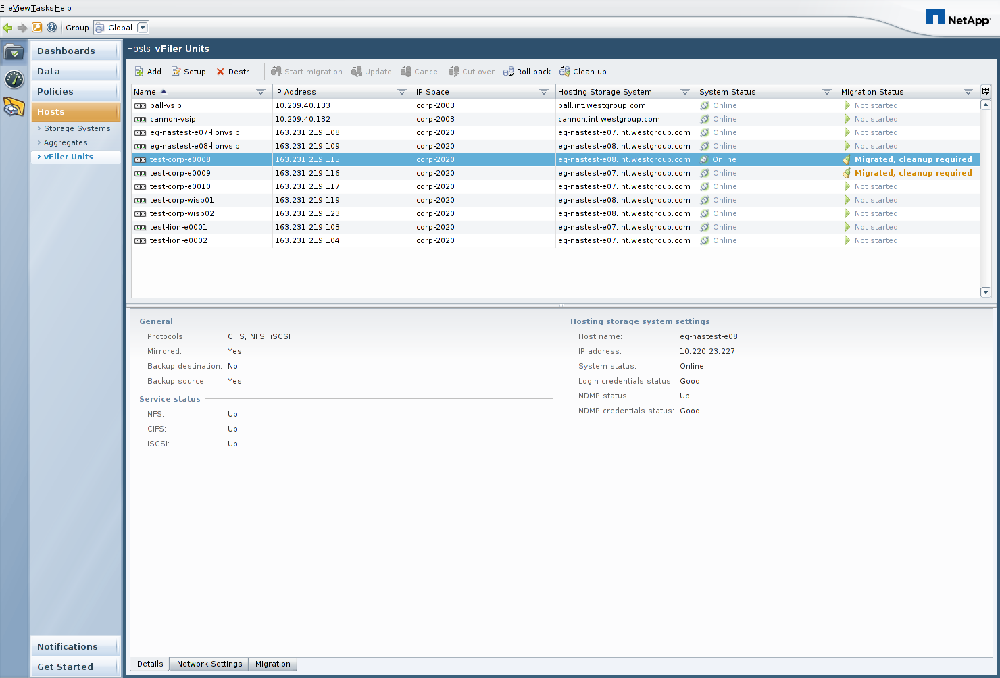 File View Tasks Help
Group Global
NetApp
Dashboards
Data
Policies
Hosts
Storage Systems
Aggregates
vFiler Units
Notifications
Get Started
Hosts vFiler Units
Add Setup Destr... Start migration Update Cancel Cut over Roll back Clean up
Name IP Address IP Space Hosting Storage System System Status Migration Status
ball-vsip 10.209.40.133 corp-2003 ball.int.westgroup.com Online Not started
cannon-vsip 10.209.40.132 corp-2003 cannon.int.westgroup.com Online Not started
eg-nastest-e07-lionvsip 163.231.219.108 corp-2020 eg-nastest-e07.int.westgroup.com Online Not started
eg-nastest-e08-lionvsip 163.231.219.109 corp-2020 eg-nastest-e08.int.westgroup.com Online Not started
test-corp-e0008 163.231.219.115 corp-2020 eg-nastest-e08.int.westgroup.com Online Migrated, cleanup required
test-corp-e0009 163.231.219.116 corp-2020 eg-nastest-e07.int.westgroup.com Online Migrated, cleanup required
test-corp-e0010 163.231.219.117 corp-2020 eg-nastest-e07.int.westgroup.com Online Not started
test-corp-wisp01 163.231.219.119 corp-2020 eg-nastest-e08.int.westgroup.com Online Not started
test-corp-wisp02 163.231.219.123 corp-2020 eg-nastest-e08.int.westgroup.com Online Not started
test-lion-e0001 163.231.219.103 corp-2020 eg-nastest-e07.int.westgroup.com Online Not started
test-lion-e0002 163.231.219.104 corp-2020 eg-nastest-e07.int.westgroup.com Online Not started
General
Protocols: CIFS, NFS, iSCSI
Mirrored: Yes
Backup destination: No
Backup source: Yes
Service status
NFS: Up
CIFS: Up
iSCSI: Up
Hosting storage system settings
Host name: eg-nastest-e08
IP address: 10.220.23.227
System status: Online
Login credentials status: Good
NDMP status: Up
NDMP credentials status: Good
Details Network Settings Migration